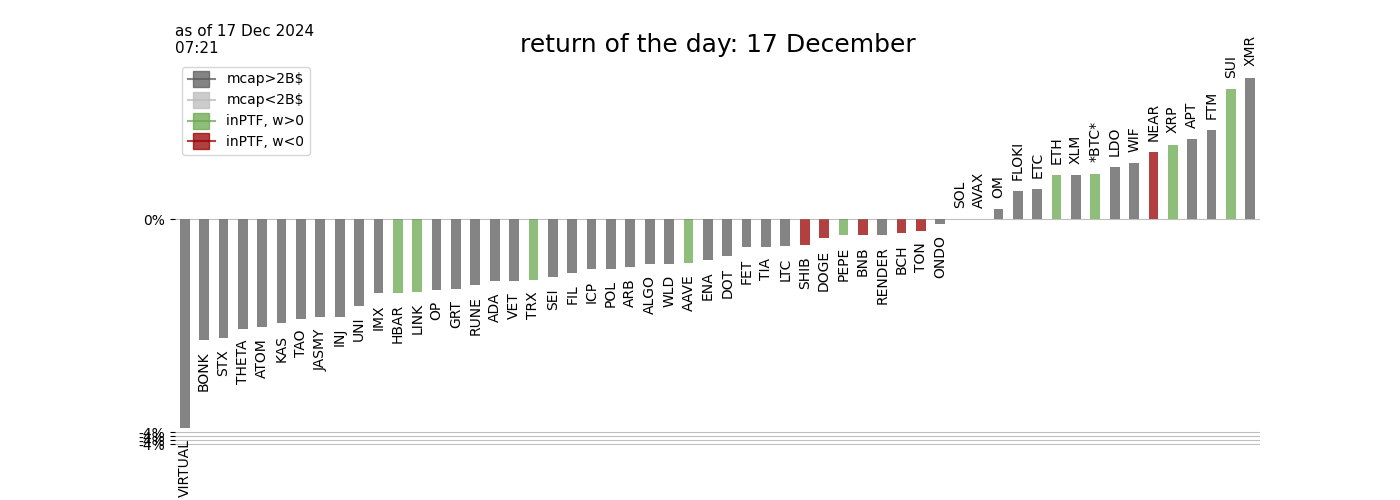 as of 17 Dec 2024
07:21
return of the day: 17 December
mcap>2B$
mcap<2B$
inPTF, w>0
inPTF, w<0
0%
-4%
-4%
VIRTUAL
BONK
STX
THETA
ATOM
KAS
TAO
JASMY
INJ
UNI
IMX
HBAR
LINK
OP
GRT
RUNE
ADA
VET
TRX
SEI
FIL
ICP
POL
ARB
ALGO
WLD
AAVE
ENA
DOT
FET
TIA
LTC
SHIB
DOGE
PEPE
BNB
RENDER
BCH
TON
ONDO
SOL
AVAX
OM
FLOKI
ETC
ETH
XLM
*BTC*
LDO
WIF
NEAR
XRP
APT
FTM
SUI
XMR